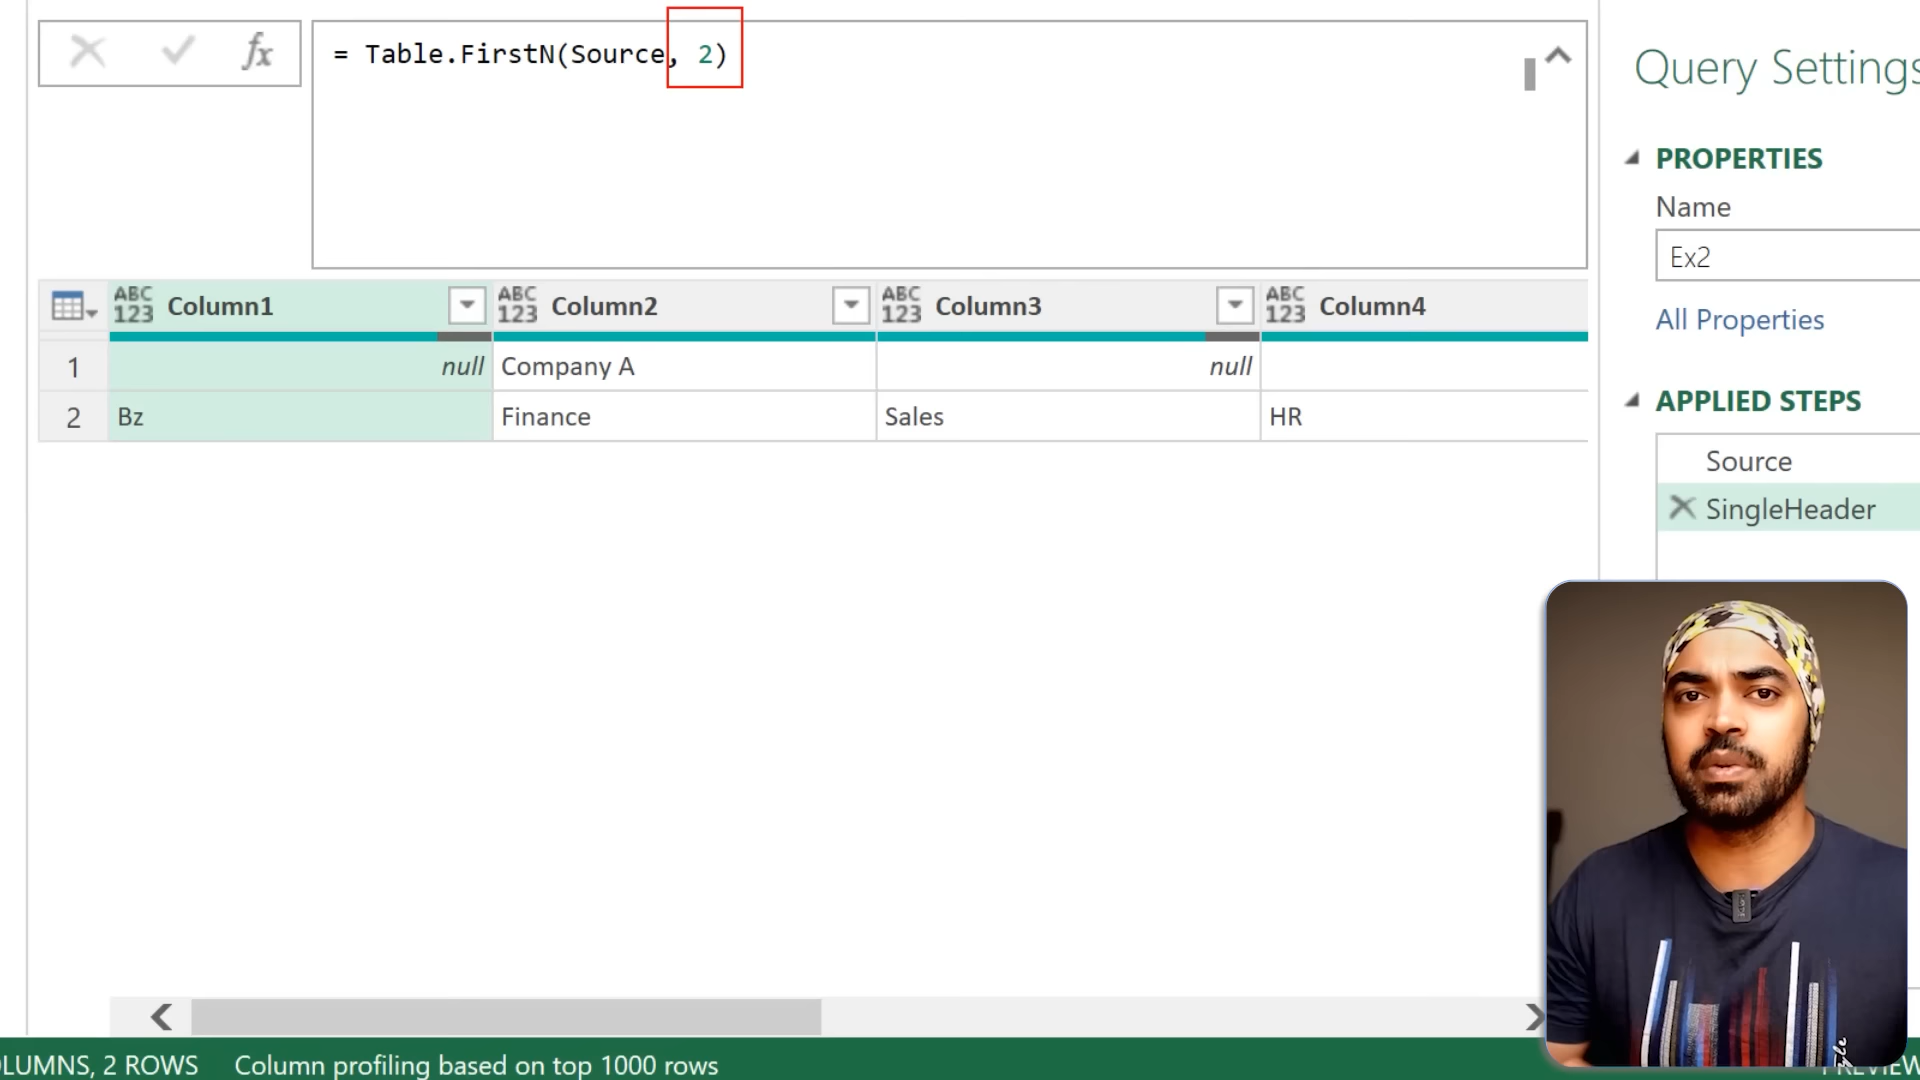 fx
= Table.FirstN(Source, 2)
Query Settings
PROPERTIES
Name
Ex2
All Properties
APPLIED STEPS
Source
SingleHeader
ABC 123 Column1 ABC 123 Column2 ABC 123 Column3 ABC 123 Column4
1 null Company A null
2 Bz Finance Sales HR
OLUMNS, 2 ROWS Column profiling based on top 1000 rows